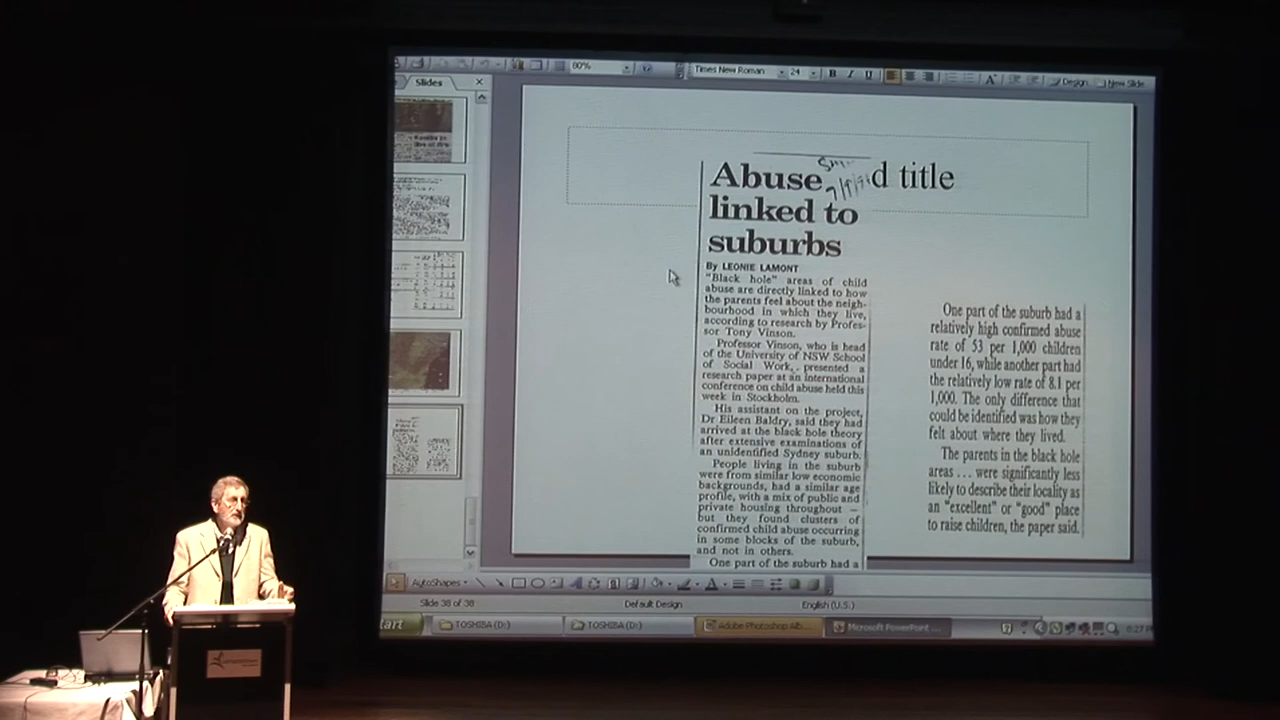 80%
Times New Roman
24
B I U
Design
New Slide
Slides
Abuse
d title
linked to
suburbs
By LEONIE LAMONT
"Black hole" areas of child
abuse are directly linked to how
the parents feel about the neigh-
bourhood in which they live,
according to research by Profes-
sor Tony Vinson.
Professor Vinson, who is head
of the University of NSW School
of Social Work, presented a
research paper at an international
conference on child abuse held this
week in Stockholm.
His assistant on the project,
Dr Eileen Baldry, said they had
arrived at the black hole theory
after extensive examinations of
an unidentified Sydney suburb.
People living in the suburb
were from similar low economic
backgrounds, had a similar age
profile, with a mix of public and
private housing throughout —
but they found clusters of
confirmed child abuse occurring
in some blocks of the suburb,
and not in others.
One part of the suburb had a
One part of the suburb had a
relatively high confirmed abuse
rate of 53 per 1,000 children
under 16, while another part had
the relatively low rate of 8.1 per
1,000. The only difference that
could be identified was how they
felt about where they lived.
The parents in the black hole
areas ... were significantly less
likely to describe their locality as
an "excellent" or "good" place
to raise children, the paper said.
AutoShapes
Slide 38 of 38
Default Design
English (U.S.)
start
TOSHIBA (D:)
TOSHIBA (D:)
Adobe Photoshop Alb...
Microsoft PowerPoint ...
6:27 PM